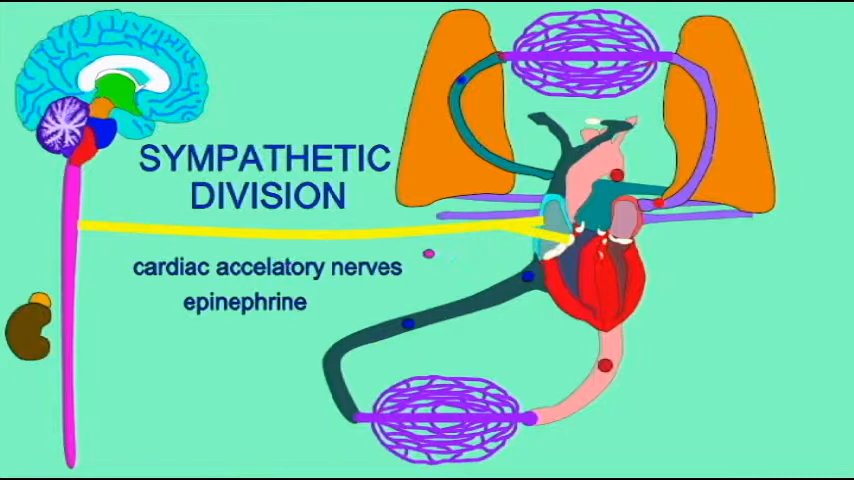 SYMPATHETIC
DIVISION
cardiac accelatory nerves
epinephrine